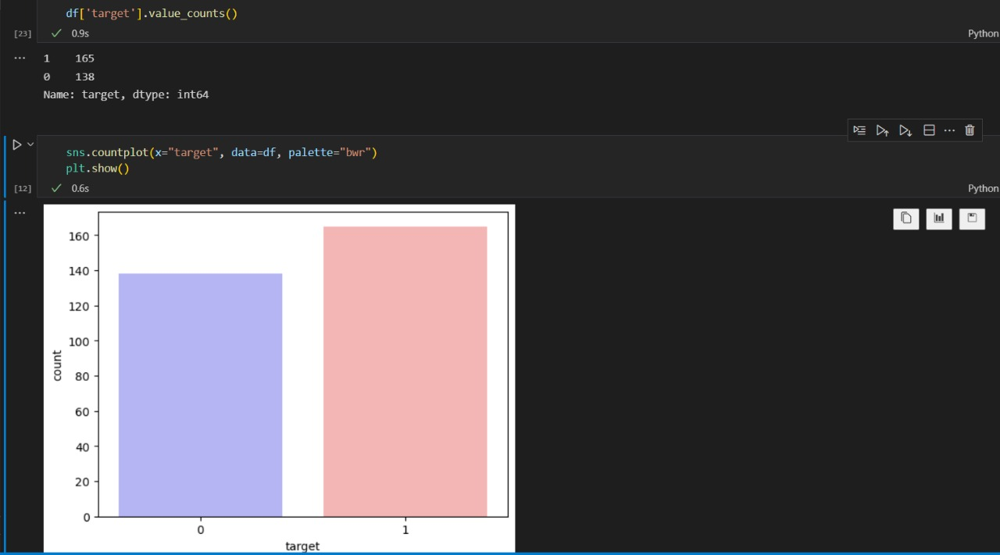 df['target'].value_counts()
[23]
0.9s
Python
1    165
0    138
Name: target, dtype: int64
sns.countplot(x="target", data=df, palette="bwr")
plt.show()
[12]
0.6s
Python
160
140
120
100
80
60
40
20
0
count
0
1
target